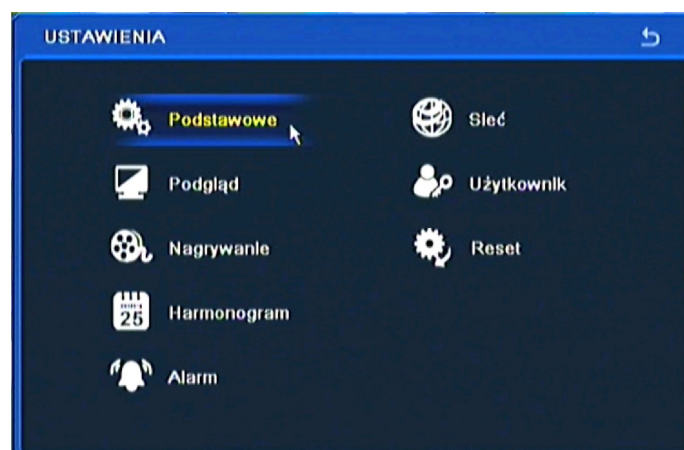 USTAWIENIA
Podstawowe
Podgląd
Nagrywanie
25
Harmonogram
Alarm
Sieć
Użytkownik
Reset